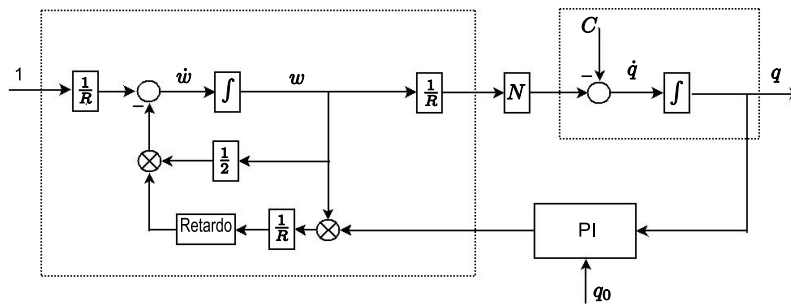 C
1
1/R
ẇ
∫
w
1/R
N
q̇
∫
q
−
−
1/2
Retardo
1/R
PI
q₀